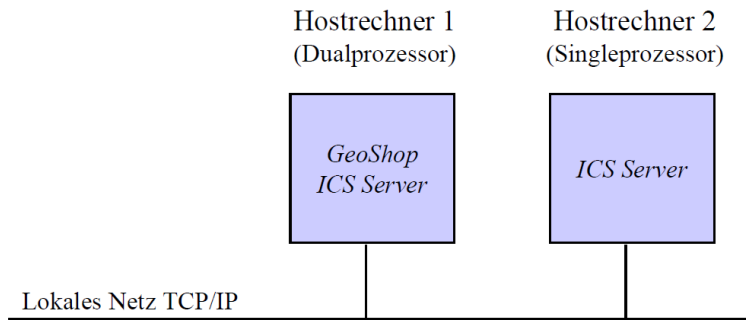 Hostrechner 1
(Dualprozessor)
Hostrechner 2
(Singleprozessor)
GeoShop
ICS Server
ICS Server
Lokales Netz TCP/IP